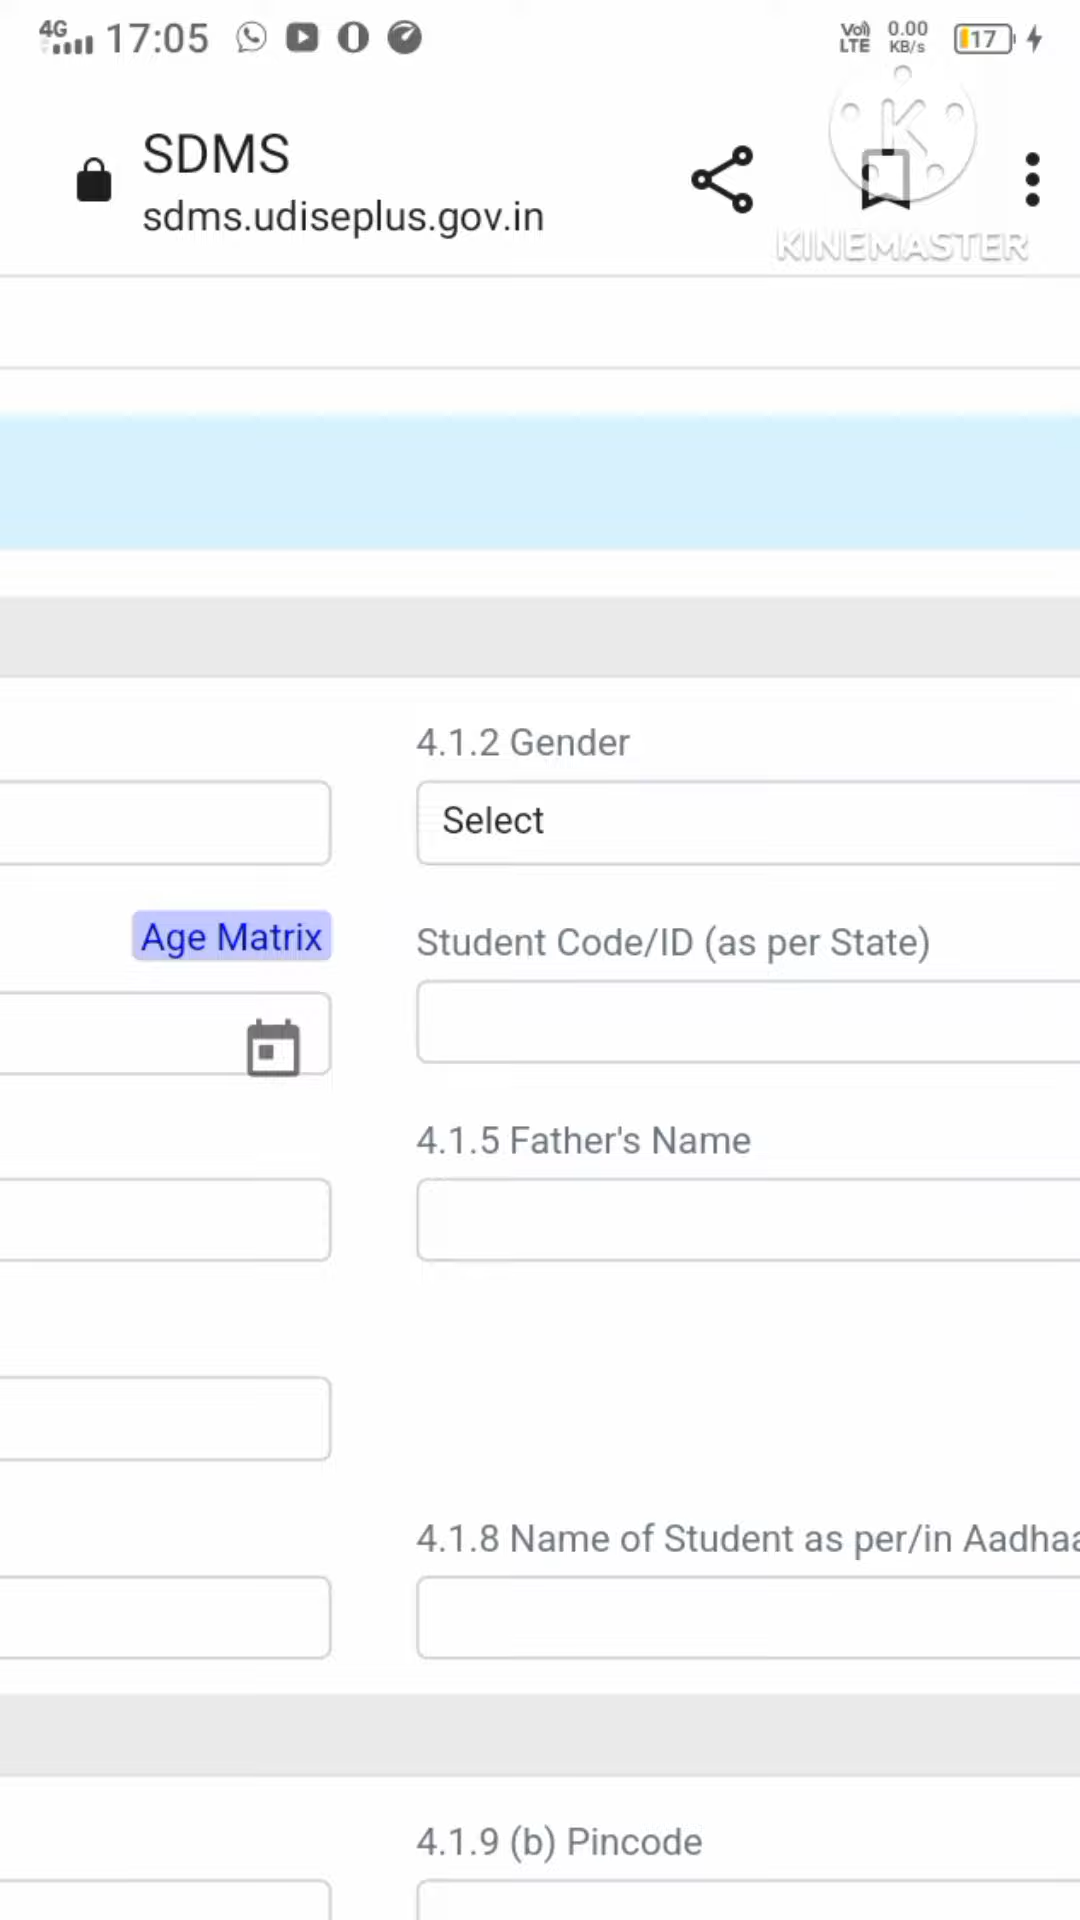 4G 17:05 Vo) LTE 0.00 KB/s 17
SDMS
sdms.udiseplus.gov.in
K
KINEMASTER
4.1.2 Gender
Select
Age Matrix
Student Code/ID (as per State)
4.1.5 Father's Name
4.1.8 Name of Student as per/in Aadhaa
4.1.9 (b) Pincode